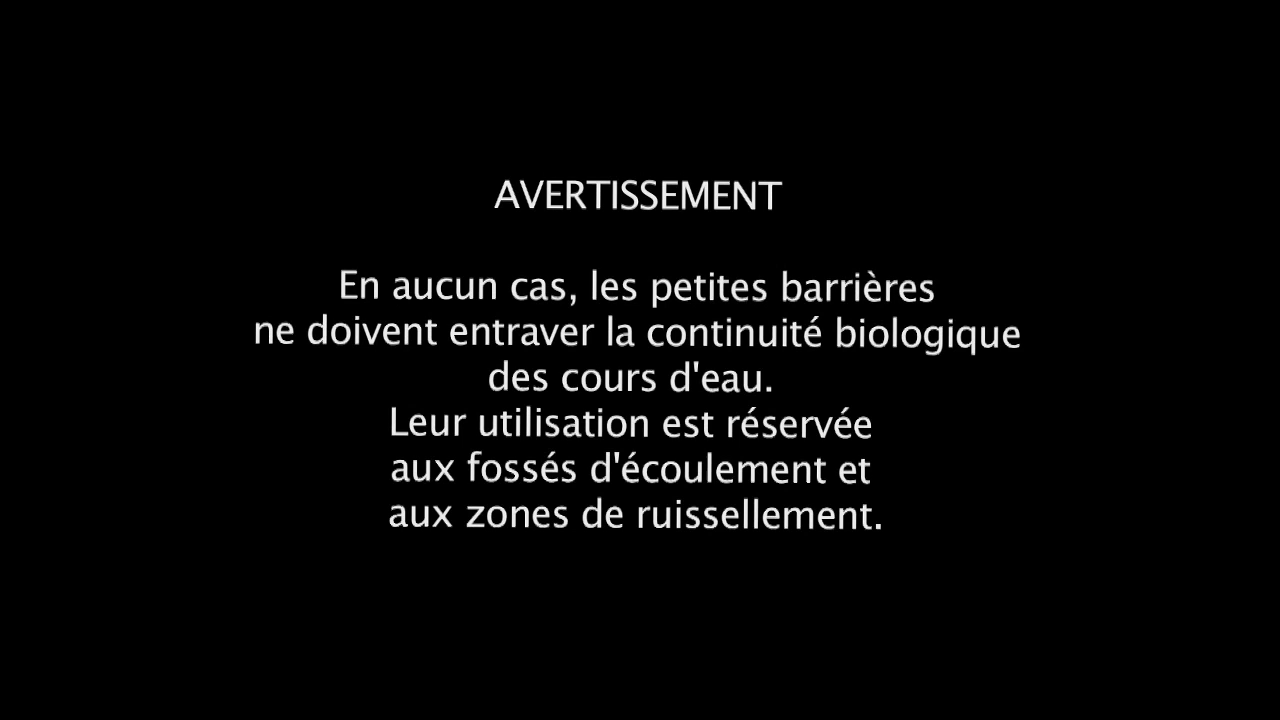 AVERTISSEMENT
En aucun cas, les petites barrières
ne doivent entraver la continuité biologique
des cours d'eau.
Leur utilisation est réservée
aux fossés d'écoulement et
aux zones de ruissellement.